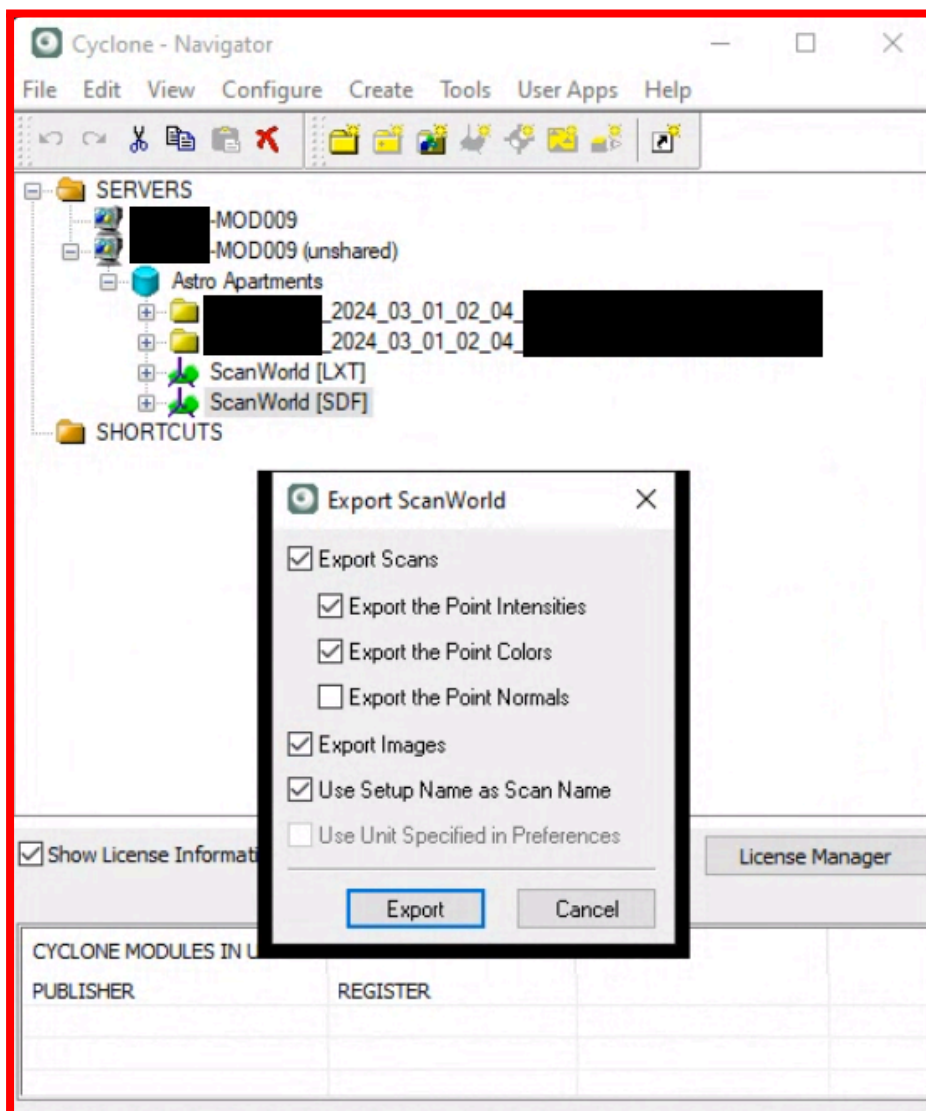 Cyclone - Navigator
File Edit View Configure Create Tools User Apps Help
SERVERS
-MOD009
-MOD009 (unshared)
Astro Apartments
_2024_03_01_02_04_
_2024_03_01_02_04_
ScanWorld [LXT]
ScanWorld [SDF]
SHORTCUTS
Export ScanWorld
Export Scans
Export the Point Intensities
Export the Point Colors
Export the Point Normals
Export Images
Use Setup Name as Scan Name
Use Unit Specified in Preferences
Export Cancel
Show License Informati
License Manager
CYCLONE MODULES IN U
PUBLISHER REGISTER